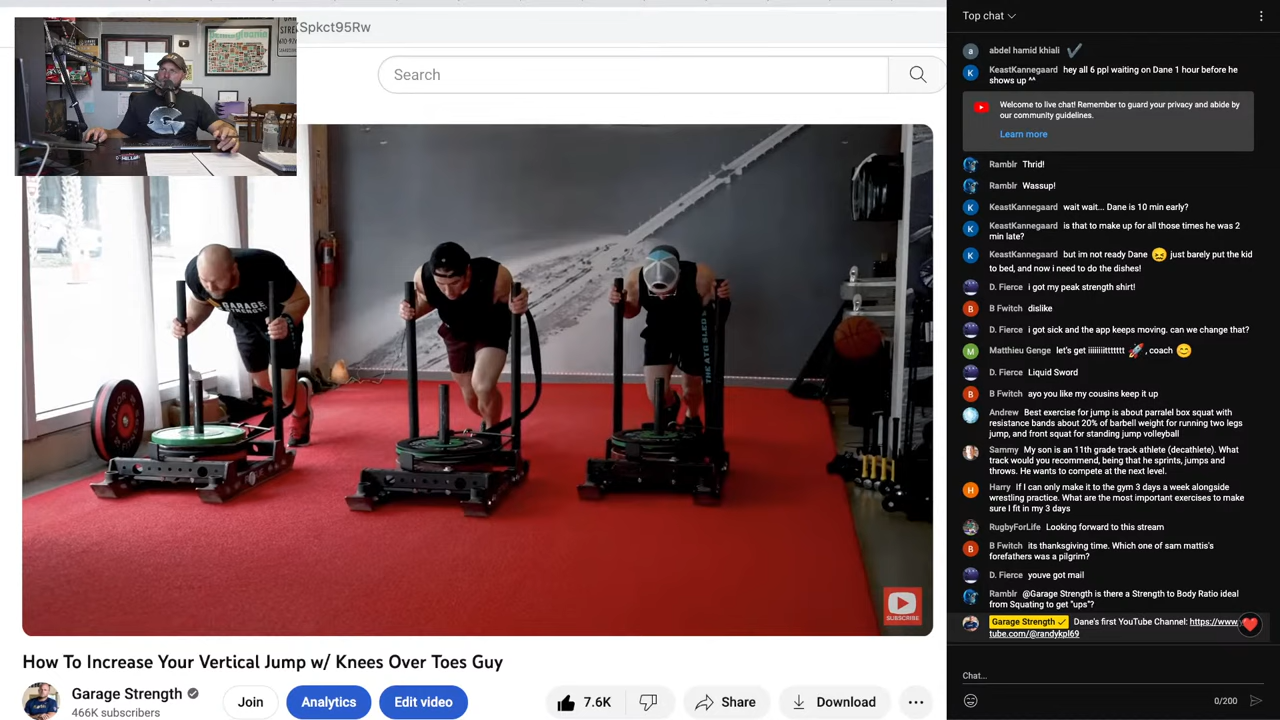 Spkct95Rw
Search
Pennsylvania
GARAGE
STRENGTH
VALOR
THE ATG SLED
SUBSCRIBE
How To Increase Your Vertical Jump w/ Knees Over Toes Guy
Garage Strength
466K subscribers
Join
Analytics
Edit video
7.6K
Share
Download
Top chat
abdel hamid khiali
KeastKannegaard hey all 6 ppl waiting on Dane 1 hour before he
shows up ^^
Welcome to live chat! Remember to guard your privacy and abide by
our community guidelines.
Learn more
Ramblr Thrid!
Ramblr Wassup!
KeastKannegaard wait wait... Dane is 10 min early?
KeastKannegaard is that to make up for all those times he was 2
min late?
KeastKannegaard but im not ready Dane 😖 just barely put the kid
to bed, and now i need to do the dishes!
D. Fierce i got my peak strength shirt!
B Fwitch dislike
D. Fierce i got sick and the app keeps moving. can we change that?
Matthieu Genge let's get iiiiiiiittttttt 🚀, coach 😊
D. Fierce Liquid Sword
B Fwitch ayo you like my cousins keep it up
Andrew Best exercise for jump is about parralel box squat with
resistance bands about 20% of barbell weight for running two legs
jump, and front squat for standing jump volleyball
Sammy My son is an 11th grade track athlete (decathlete). What
track would you recommend, being that he sprints, jumps and
throws. He wants to compete at the next level.
Harry If I can only make it to the gym 3 days a week alongside
wrestling practice. What are the most important exercises to make
sure I fit in my 3 days
RugbyForLife Looking forward to this stream
B Fwitch its thanksgiving time. Which one of sam mattis's
forefathers was a pilgrim?
D. Fierce youve got mail
Ramblr @Garage Strength is there a Strength to Body Ratio ideal
from Squating to get "ups"?
Garage Strength ✓ Dane's first YouTube Channel: https://www.
tube.com/@randykpl69
Chat...
0/200